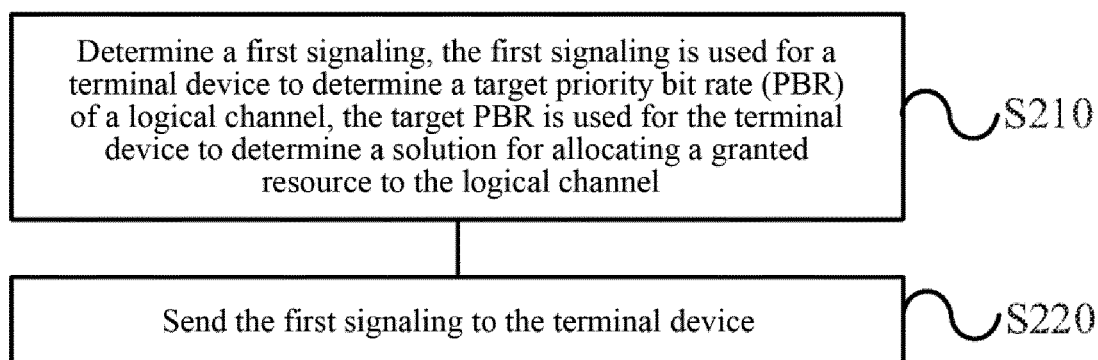 Determine a first signaling, the first signaling is used for a
terminal device to determine a target priority bit rate (PBR)
of a logical channel, the target PBR is used for the terminal
device to determine a solution for allocating a granted
resource to the logical channel
S210
Send the first signaling to the terminal device
S220